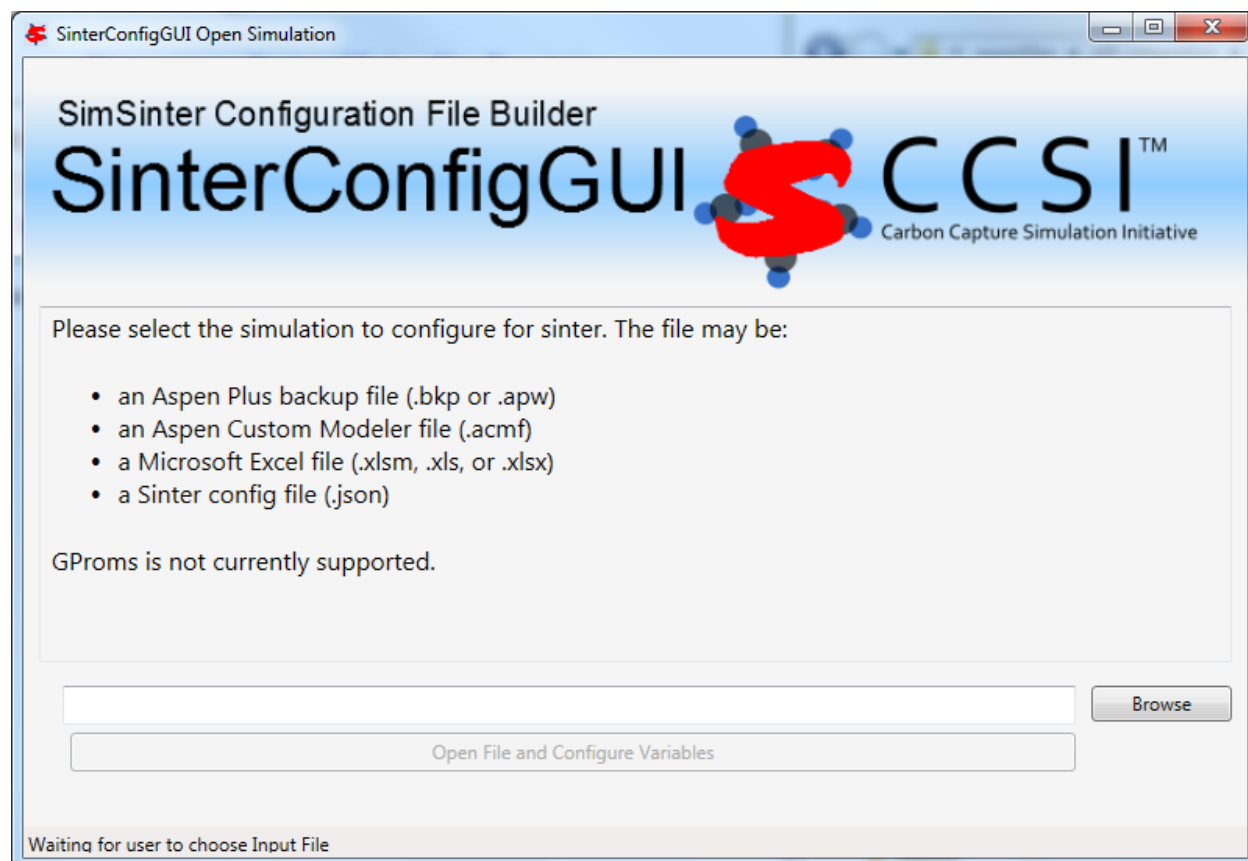 SinterConfigGUI Open Simulation
SimSinter Configuration File Builder
SinterConfigGUI
CCSI™
Carbon Capture Simulation Initiative
Please select the simulation to configure for sinter. The file may be:
• an Aspen Plus backup file (.bkp or .apw)
• an Aspen Custom Modeler file (.acmf)
• a Microsoft Excel file (.xlsm, .xls, or .xlsx)
• a Sinter config file (.json)
GProms is not currently supported.
Browse
Open File and Configure Variables
Waiting for user to choose Input File